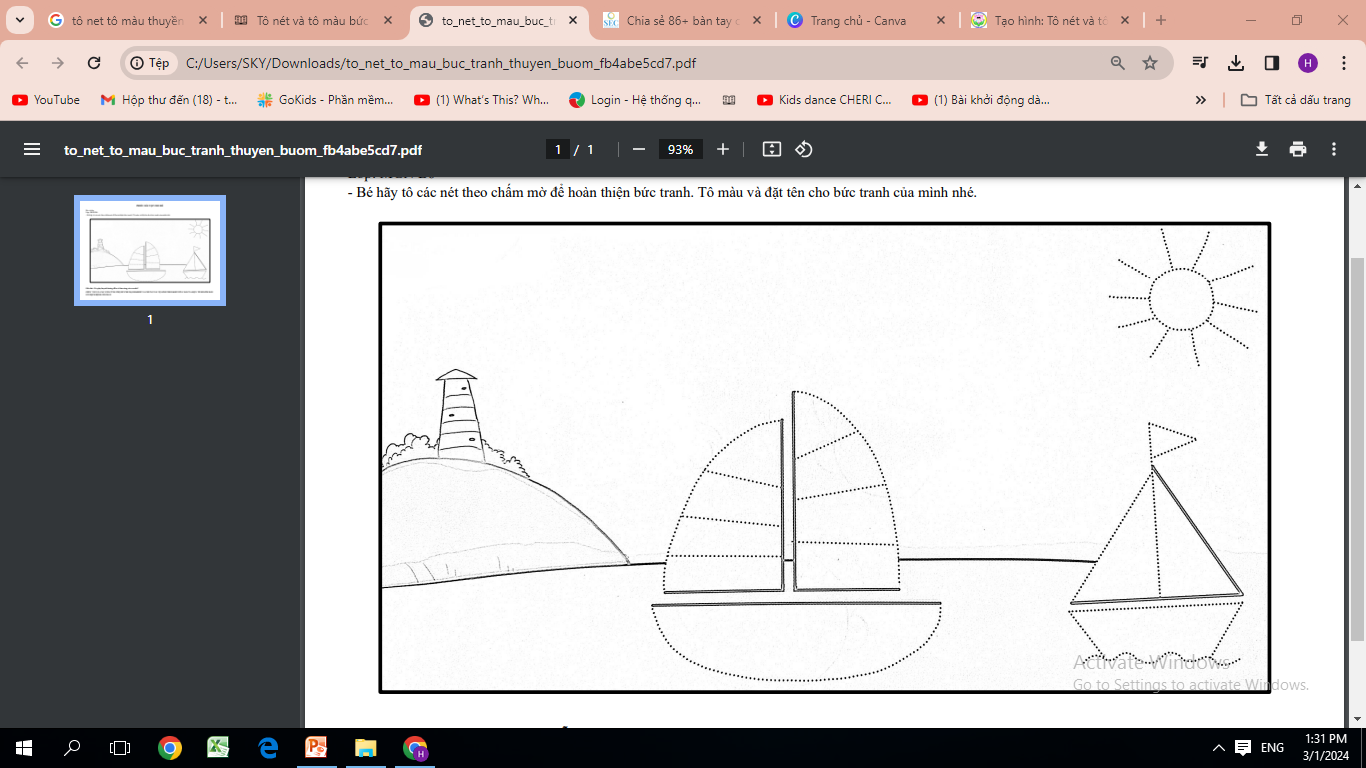 tô nét tô màu thuyền
Tô nét và tô màu bức
to_net_to_mau_buc_t
Chia sẻ 86+ bàn tay
Trang chủ - Canva
Tạo hình: Tô nét và tô
Tệp
C:/Users/SKY/Downloads/to_net_to_mau_buc_tranh_thuyen_buom_fb4abe5cd7.pdf
H
YouTube
Hộp thư đến (18) - t...
GoKids - Phần mềm...
(1) What's This? Wh...
Login - Hệ thống q...
Kids dance CHERI C...
(1) Bài khởi động dà...
Tất cả dấu trang
to_net_to_mau_buc_tranh_thuyen_buom_fb4abe5cd7.pdf
1 / 1
93%
- Bé hãy tô các nét theo chấm mờ để hoàn thiện bức tranh. Tô màu và đặt tên cho bức tranh của mình nhé.
1
Activate Windows
Go to Settings to activate Windows.
ENG
1:31 PM
3/1/2024